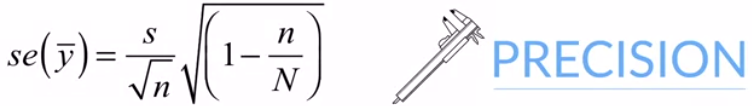 se(y̅) = s/√n √(1 − n/N)
PRECISION